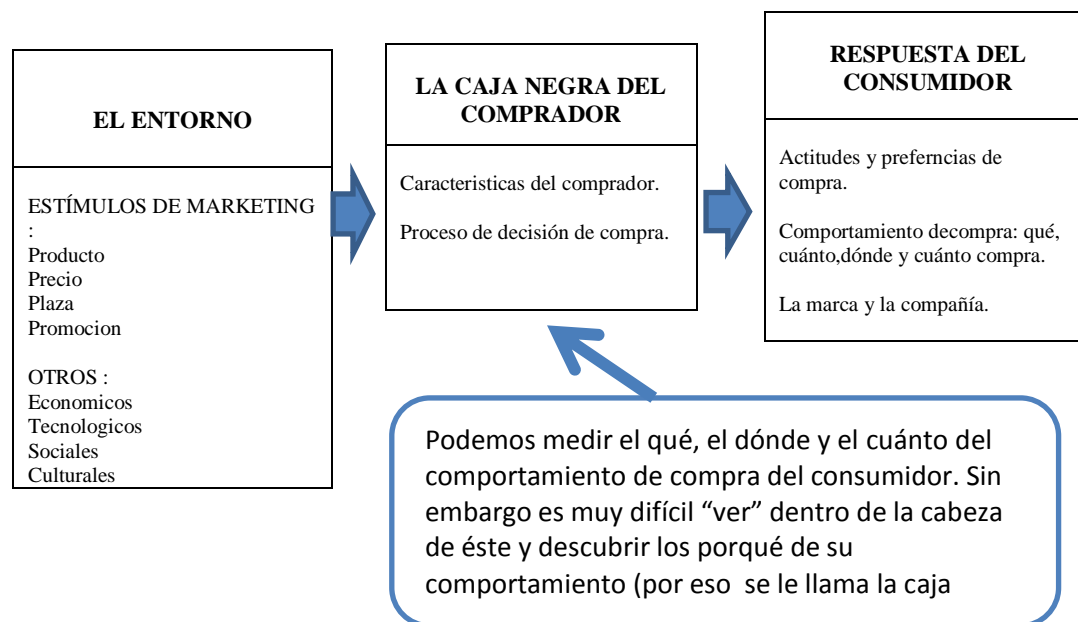 EL ENTORNO
ESTÍMULOS DE MARKETING
:
Producto
Precio
Plaza
Promocion
OTROS :
Economicos
Tecnologicos
Sociales
Culturales
LA CAJA NEGRA DEL
COMPRADOR
Caracteristicas del comprador.
Proceso de decisión de compra.
RESPUESTA DEL
CONSUMIDOR
Actitudes y preferncias de
compra.
Comportamiento decompra: qué,
cuánto,dónde y cuánto compra.
La marca y la compañía.
Podemos medir el qué, el dónde y el cuánto del
comportamiento de compra del consumidor. Sin
embargo es muy difícil “ver” dentro de la cabeza
de éste y descubrir los porqué de su
comportamiento (por eso se le llama la caja